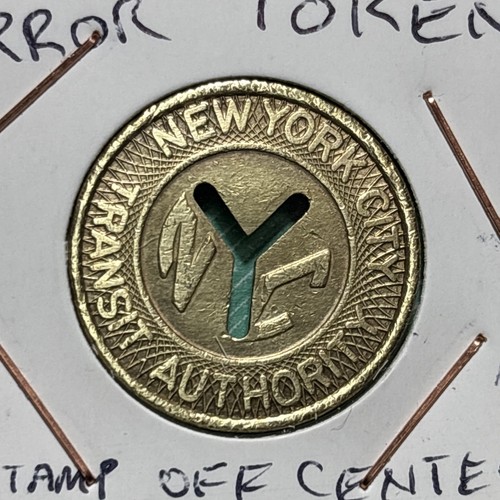 RROR TOKEN
NEW YORK CITY
TRANSIT AUTHORITY
NYC
TAMP OFF CENTE